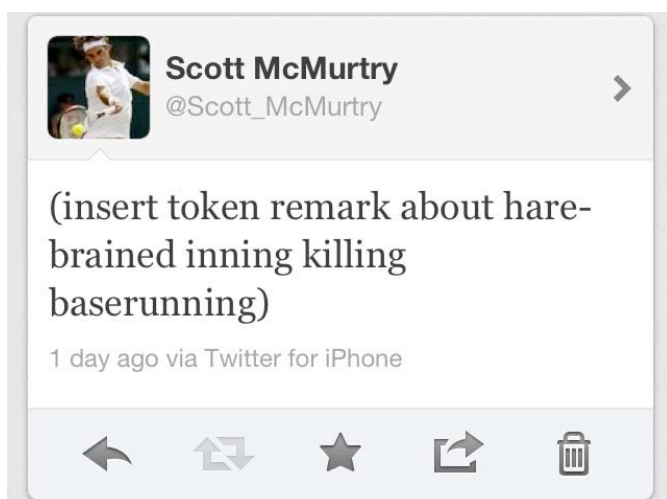 Scott McMurtry
@Scott_McMurtry
(insert token remark about hare-
brained inning killing
baserunning)
1 day ago via Twitter for iPhone